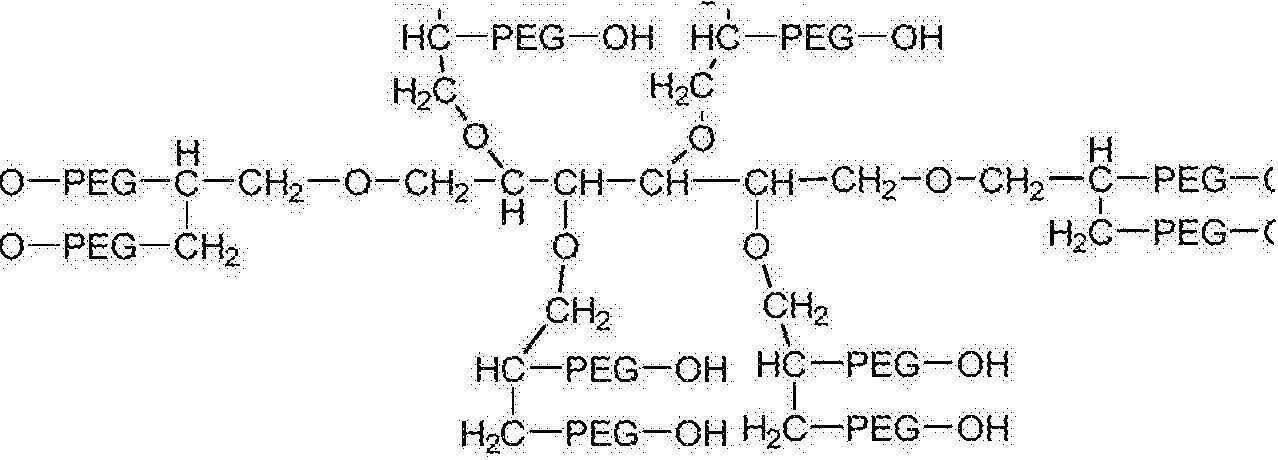 HC—PEG—OH HC—PEG—OH
H₂C H₂C
O O
H H
O—PEG—C—CH₂—O—CH₂—C—CH—CH—CH—CH₂—O—CH₂—C—PEG—
H
O—PEG—CH₂ O O H₂C—PEG—
CH₂ CH₂
HC—PEG—OH HC—PEG—OH
H₂C—PEG—OH H₂C—PEG—OH